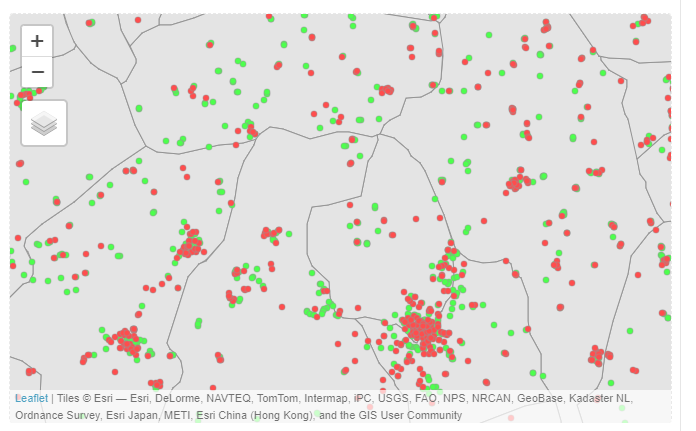 +
−
Leaflet | Tiles © Esri — Esri, DeLorme, NAVTEQ, TomTom, Intermap, iPC, USGS, FAO, NPS, NRCAN, GeoBase, Kadaster NL,
Ordnance Survey, Esri Japan, METI, Esri China (Hong Kong), and the GIS User Community